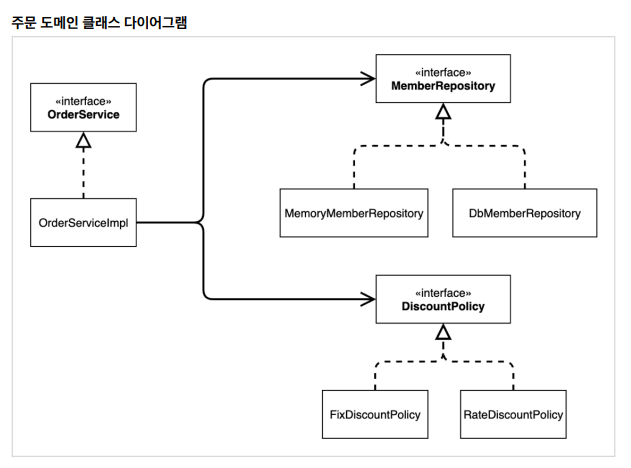 주문 도메인 클래스 다이어그램
«interface»
OrderService
OrderServiceImpl
«interface»
MemberRepository
MemoryMemberRepository
DbMemberRepository
«interface»
DiscountPolicy
FixDiscountPolicy
RateDiscountPolicy